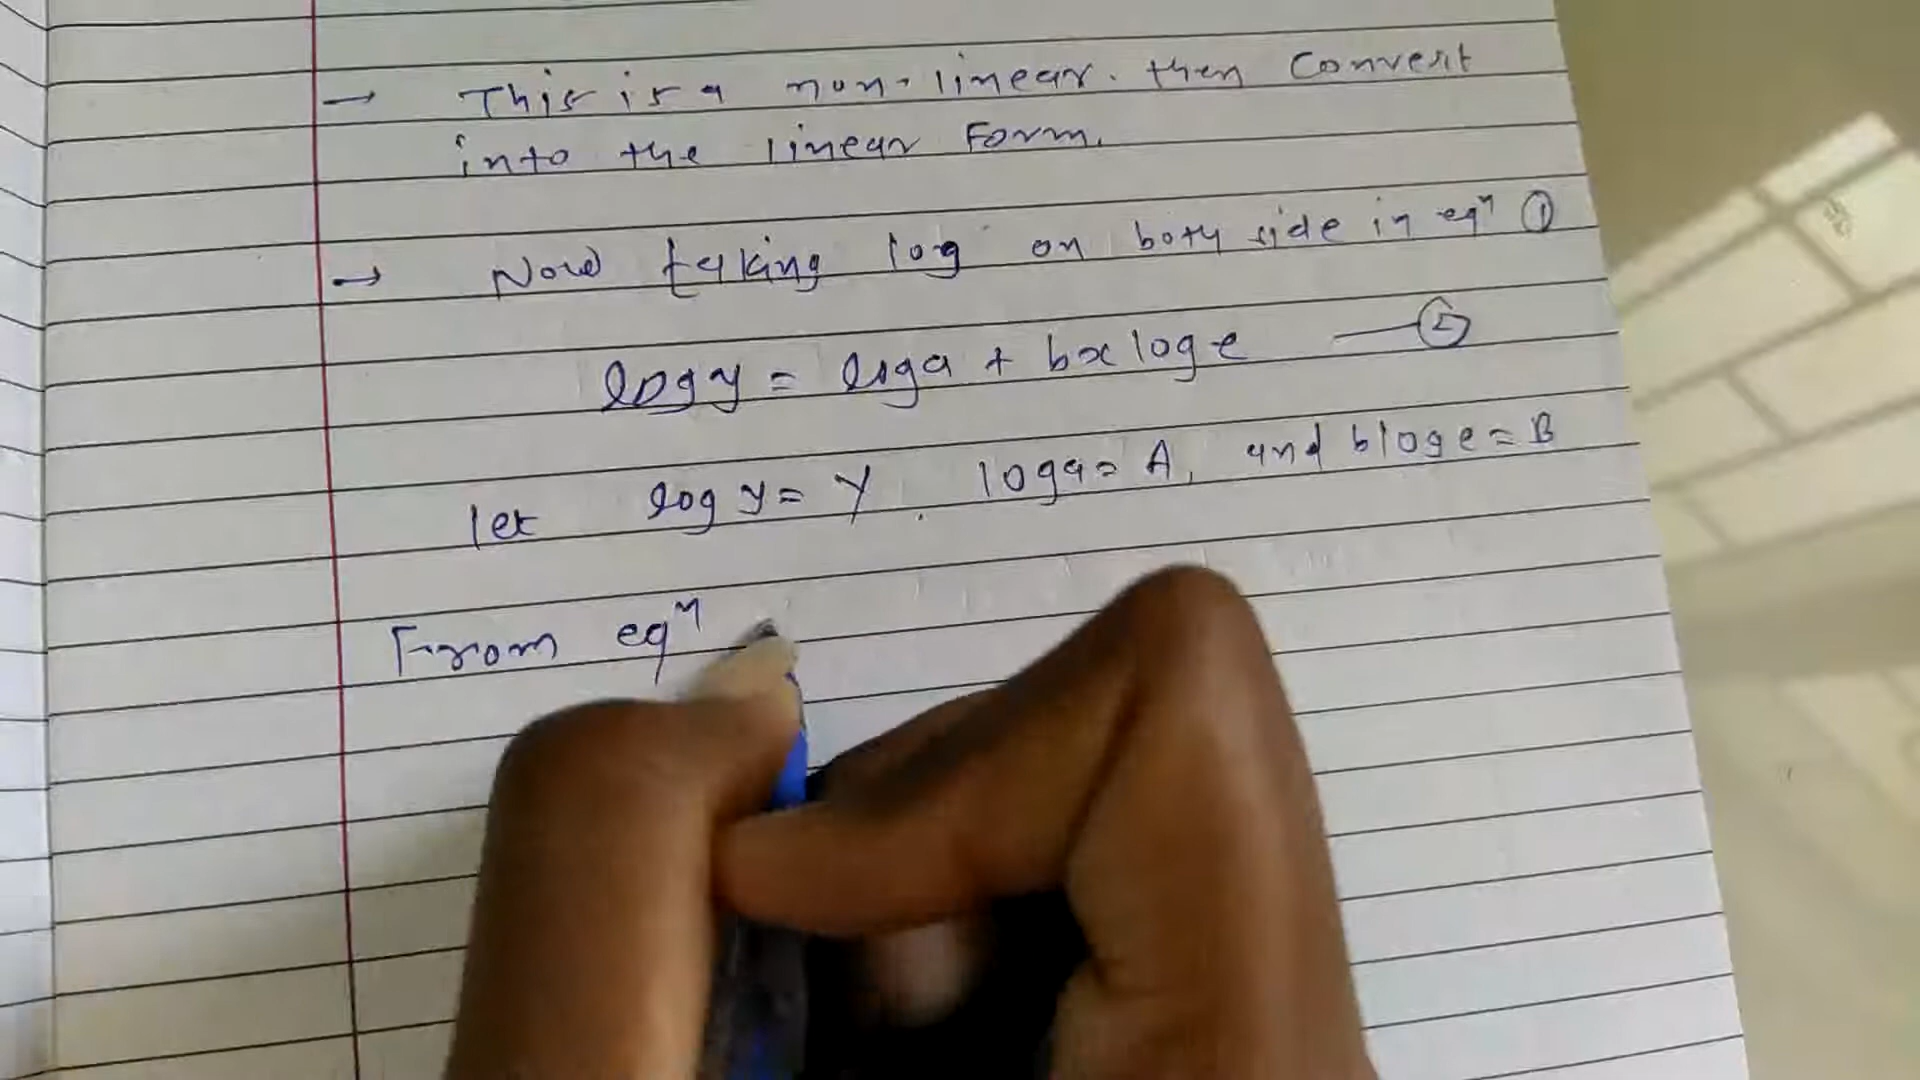 → This is a non-linear. then Convert
into the linear Form.
→ Now taking log on both side in eqⁿ ①
log y = log a + bx log e —②
let log y = Y, log a = A, and b log e = B
From eqⁿ